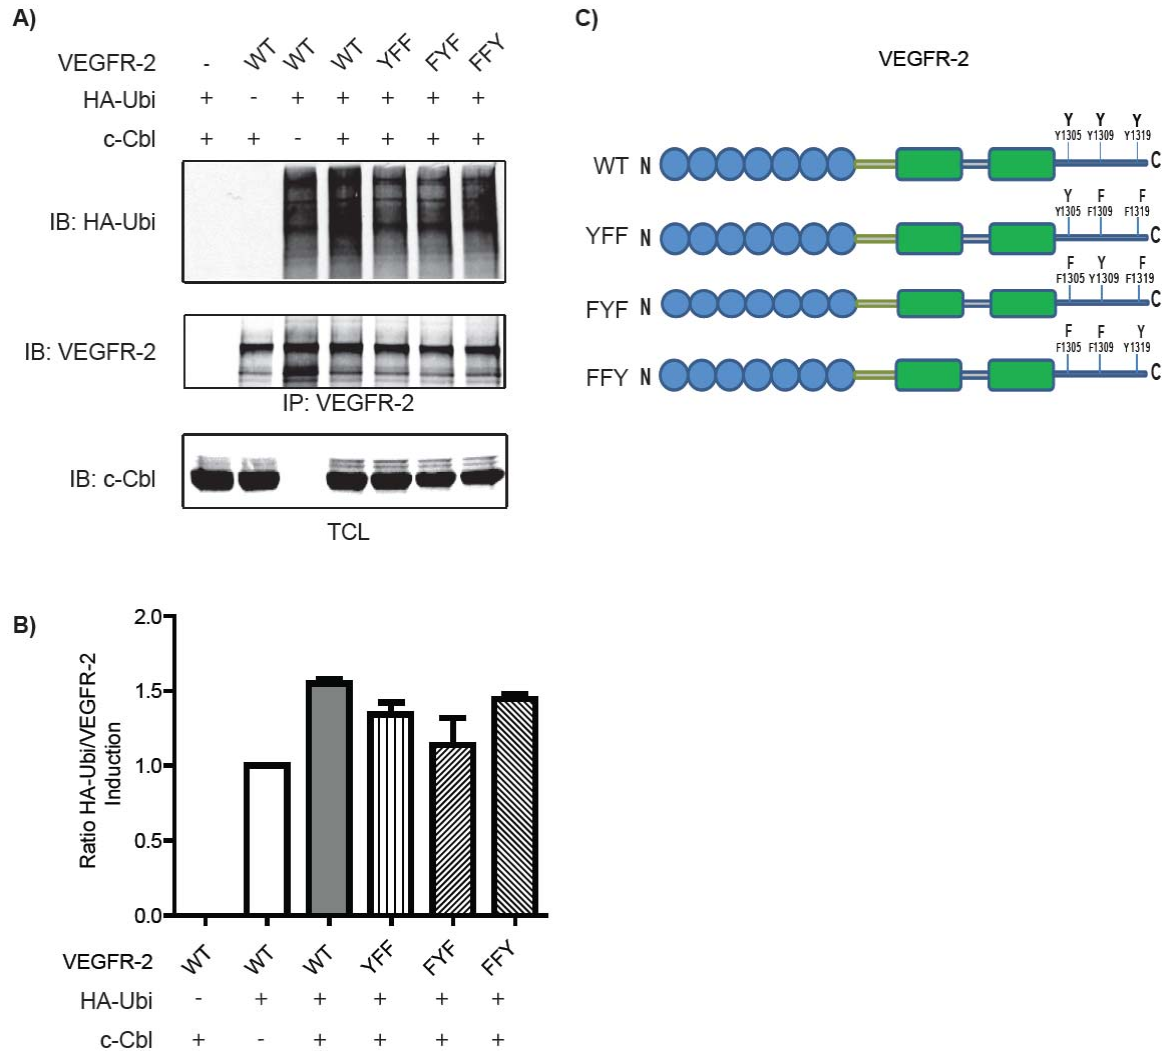 A)
VEGFR-2 - WT WT WT YFF FYF FFY
HA-Ubi + - + + + + +
c-Cbl + + - + + + +
IB: HA-Ubi
IB: VEGFR-2
IP: VEGFR-2
IB: c-Cbl
TCL
B)
Ratio HA-Ubi/VEGFR-2
Induction
2.0
1.5
1.0
0.5
0.0
VEGFR-2 WT WT WT YFF FYF FFY
HA-Ubi - + + + + +
c-Cbl + - + + + +
C)
VEGFR-2
Y Y Y
Y1305 Y1309 Y1319
WT N C
Y F F
Y1305 F1309 F1319
YFF N C
F Y F
F1305 Y1309 F1319
FYF N C
F F Y
F1305 F1309 Y1319
FFY N C